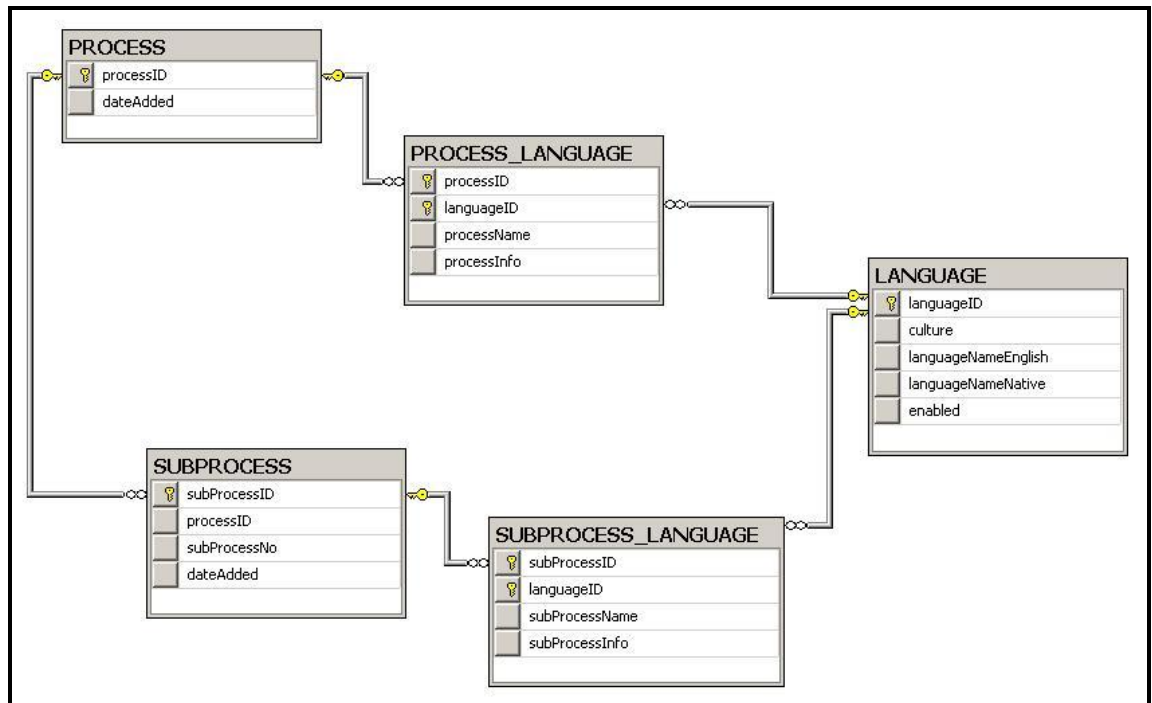 PROCESS
processID
dateAdded
PROCESS_LANGUAGE
processID
languageID
processName
processInfo
LANGUAGE
languageID
culture
languageNameEnglish
languageNameNative
enabled
SUBPROCESS
subProcessID
processID
subProcessNo
dateAdded
SUBPROCESS_LANGUAGE
subProcessID
languageID
subProcessName
subProcessInfo